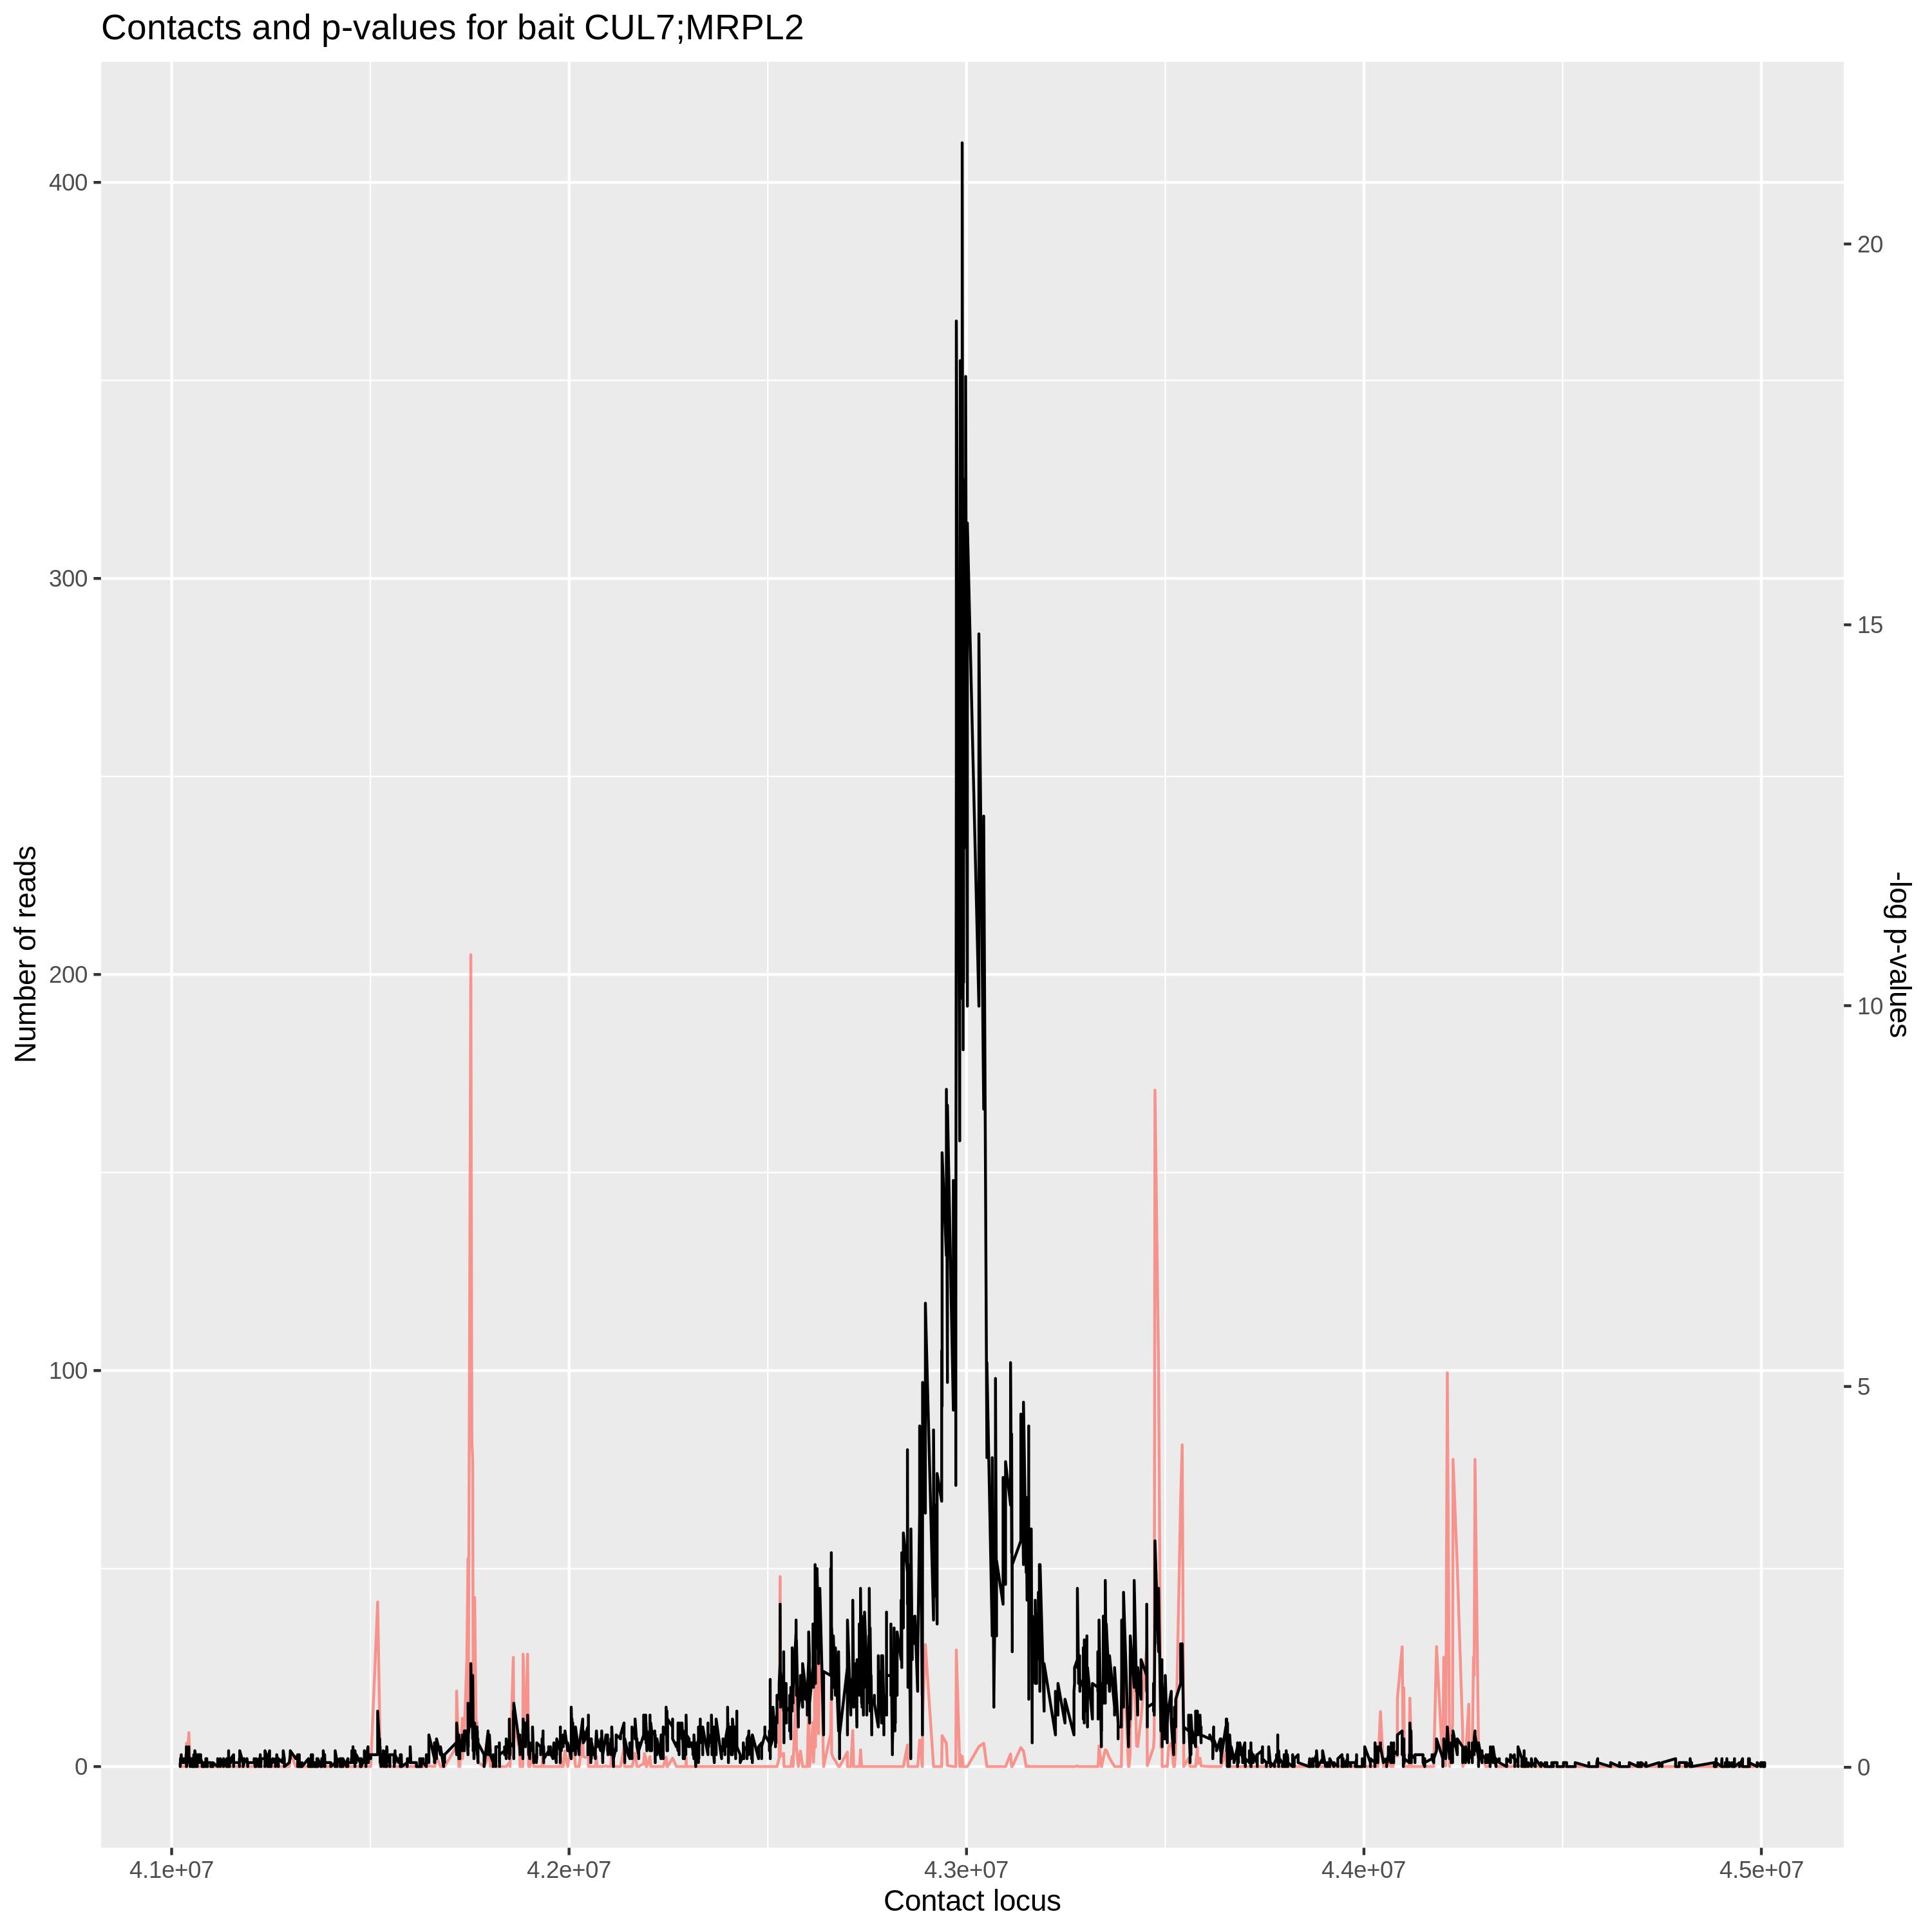 Contacts and p-values for bait CUL7;MRPL2
Number of reads
400
300
200
100
0
20
15
10
5
0
-log p-values
4.1e+07
4.2e+07
4.3e+07
4.4e+07
4.5e+07
Contact locus